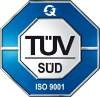 Q
TÜV
SÜD
ISO 9001